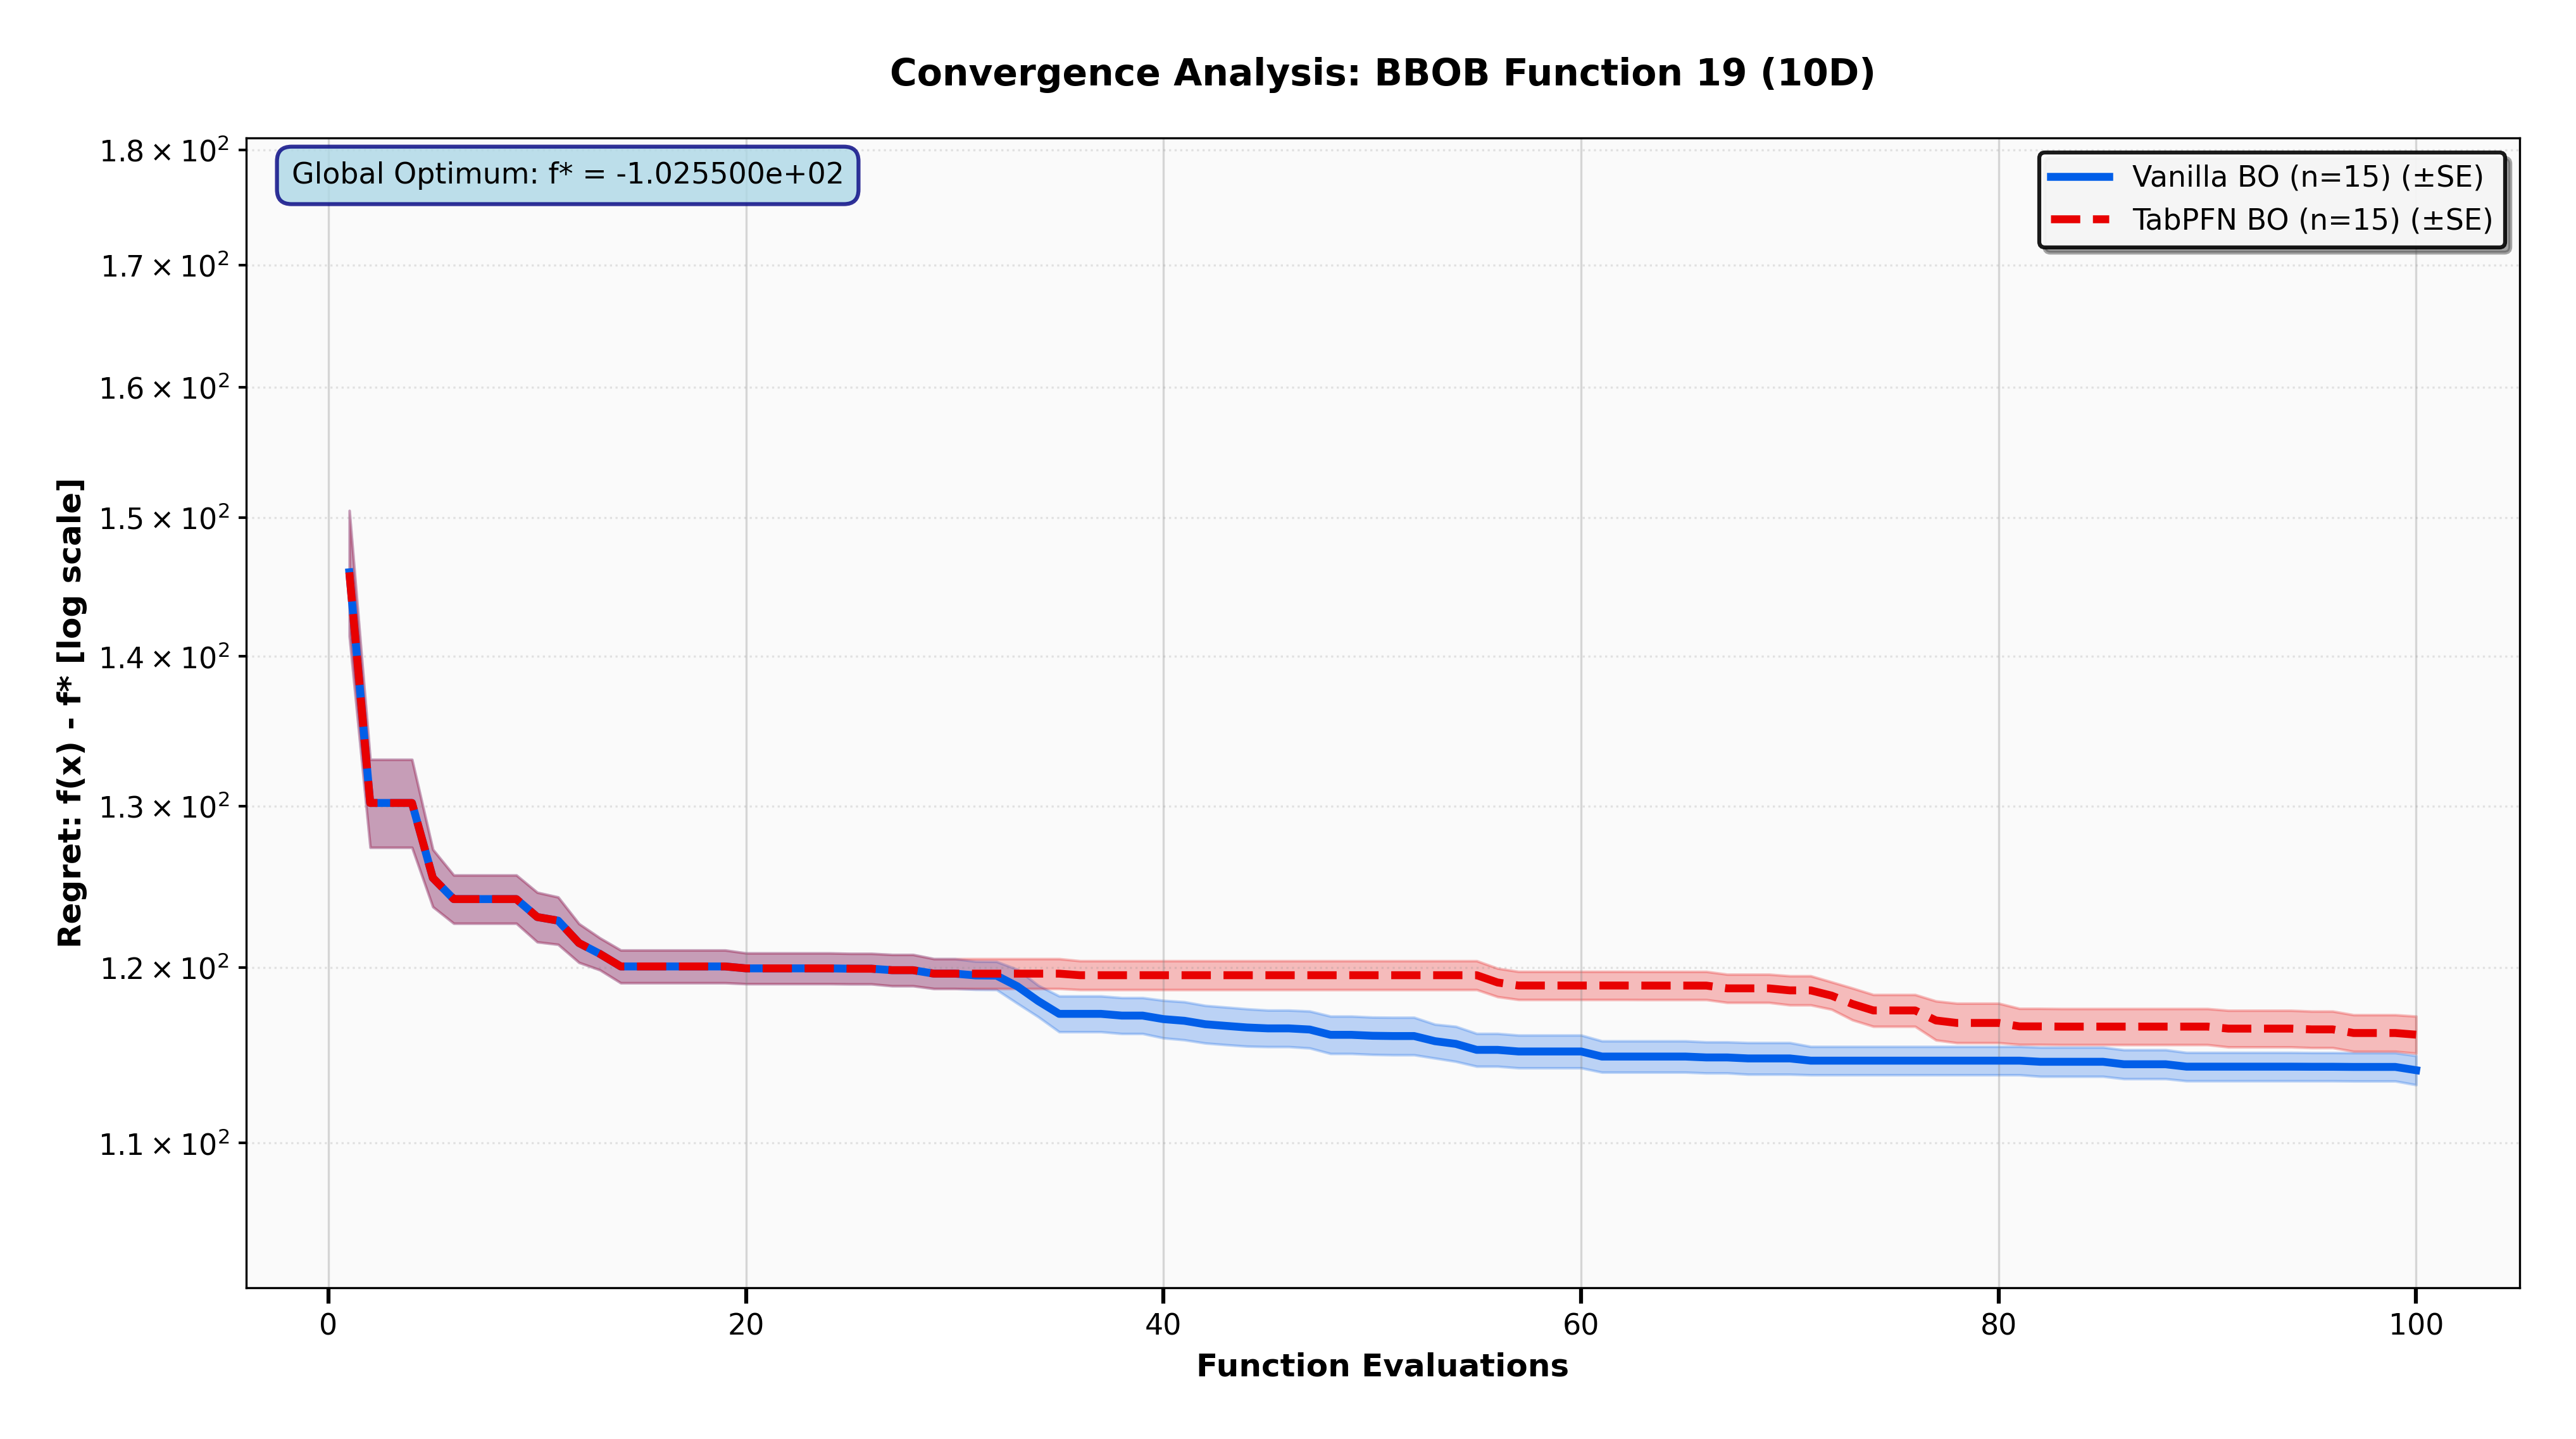 Convergence Analysis: BBOB Function 19 (10D)
Global Optimum: f* = -1.025500e+02
Vanilla BO (n=15) (±SE)
TabPFN BO (n=15) (±SE)
Regret: f(x) - f* [log scale]
1.8 × 10²
1.7 × 10²
1.6 × 10²
1.5 × 10²
1.4 × 10²
1.3 × 10²
1.2 × 10²
1.1 × 10²
0 20 40 60 80 100
Function Evaluations